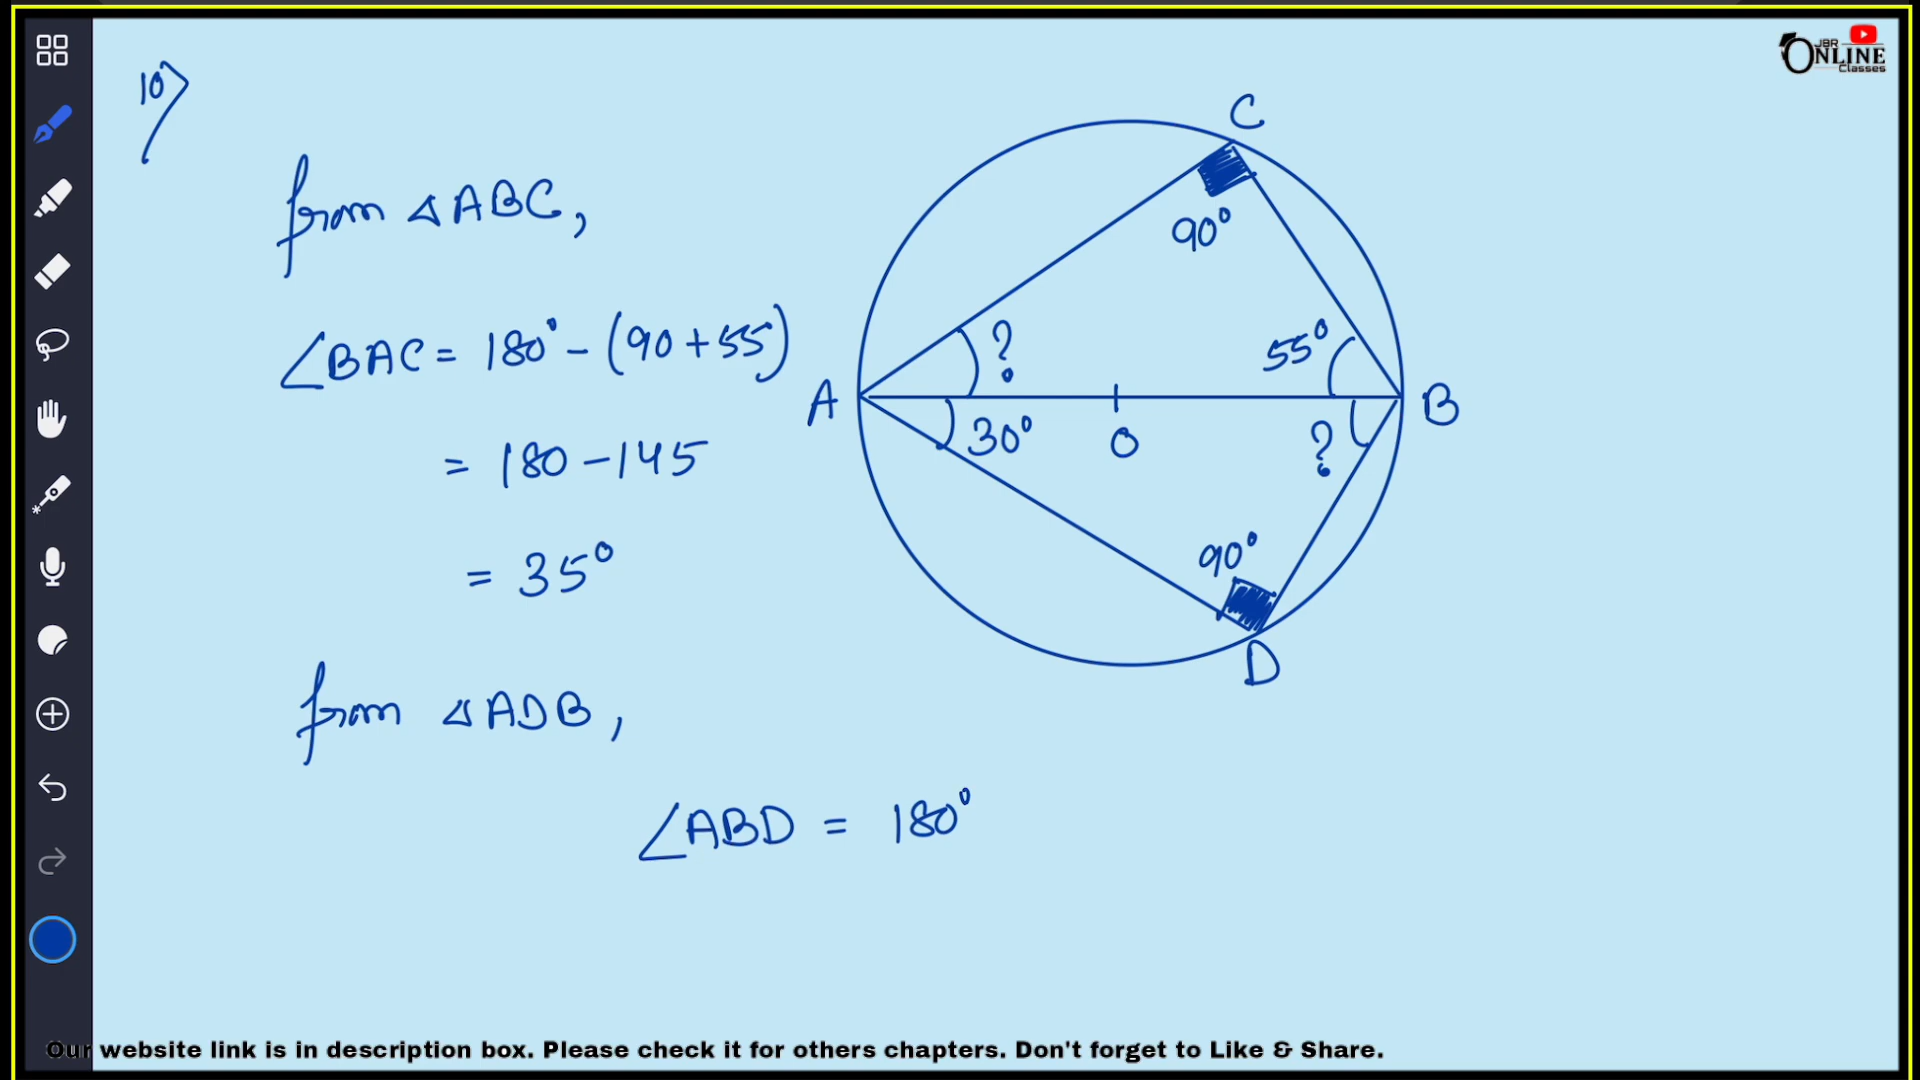 10)
JBR
ONLINE
Classes
from △ABC,
∠BAC = 180° - (90+55)
= 180 - 145
= 35°
from △ADB,
∠ABD = 180°
C
90°
?
55°
A
B
30°
O
?
90°
D
Our website link is in description box. Please check it for others chapters. Don't forget to Like & Share.